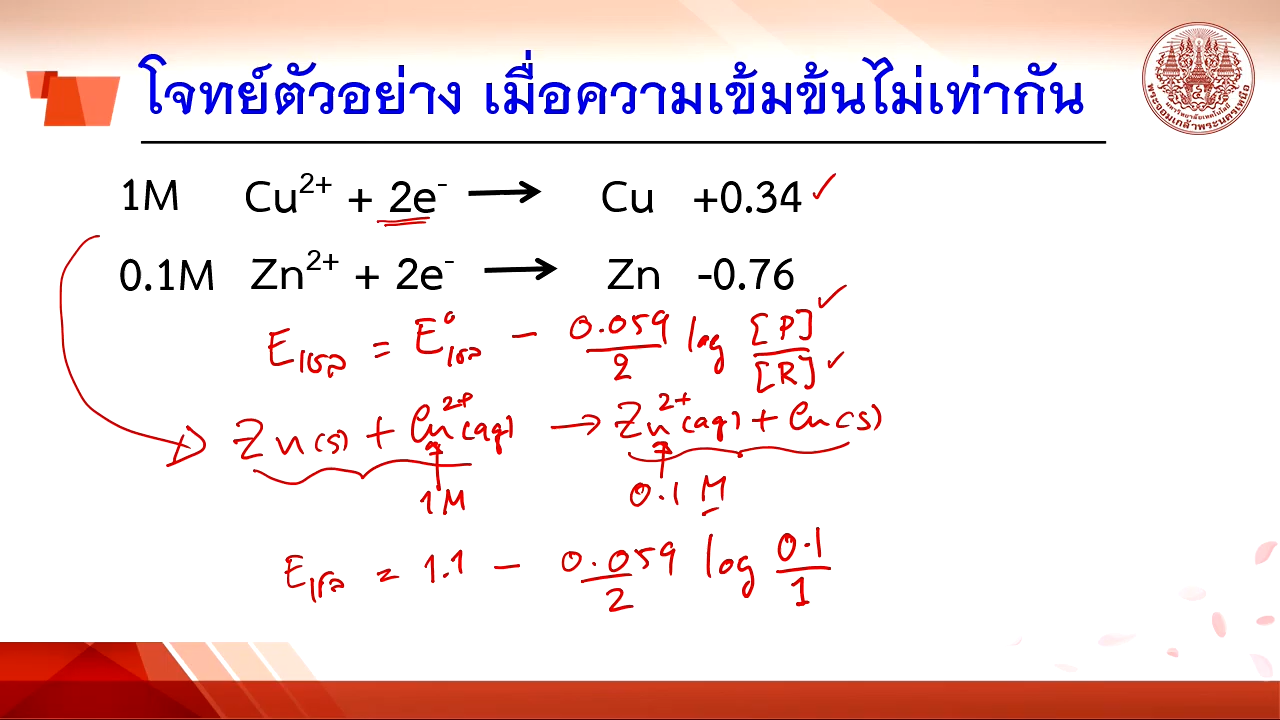 โจทย์ตัวอย่าง เมื่อความเข้มข้นไม่เท่ากัน
1M Cu²⁺ + 2e⁻ → Cu +0.34 ✓
0.1M Zn²⁺ + 2e⁻ → Zn -0.76 ✓
E เซล = E⁰ เซล - 0.059/2 log [P]/[R] ✓
Zn(s) + Cu²⁺(aq) → Zn²⁺(aq) + Cu(s)
1M 0.1 M
E เซล = 1.1 - 0.059/2 log 0.1/1